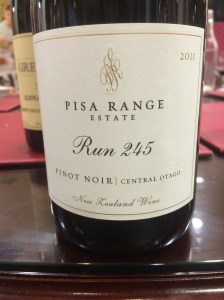 2011
PISA RANGE
ESTATE
Run 245
PINOT NOIR | CENTRAL OTAGO
New Zealand Wine